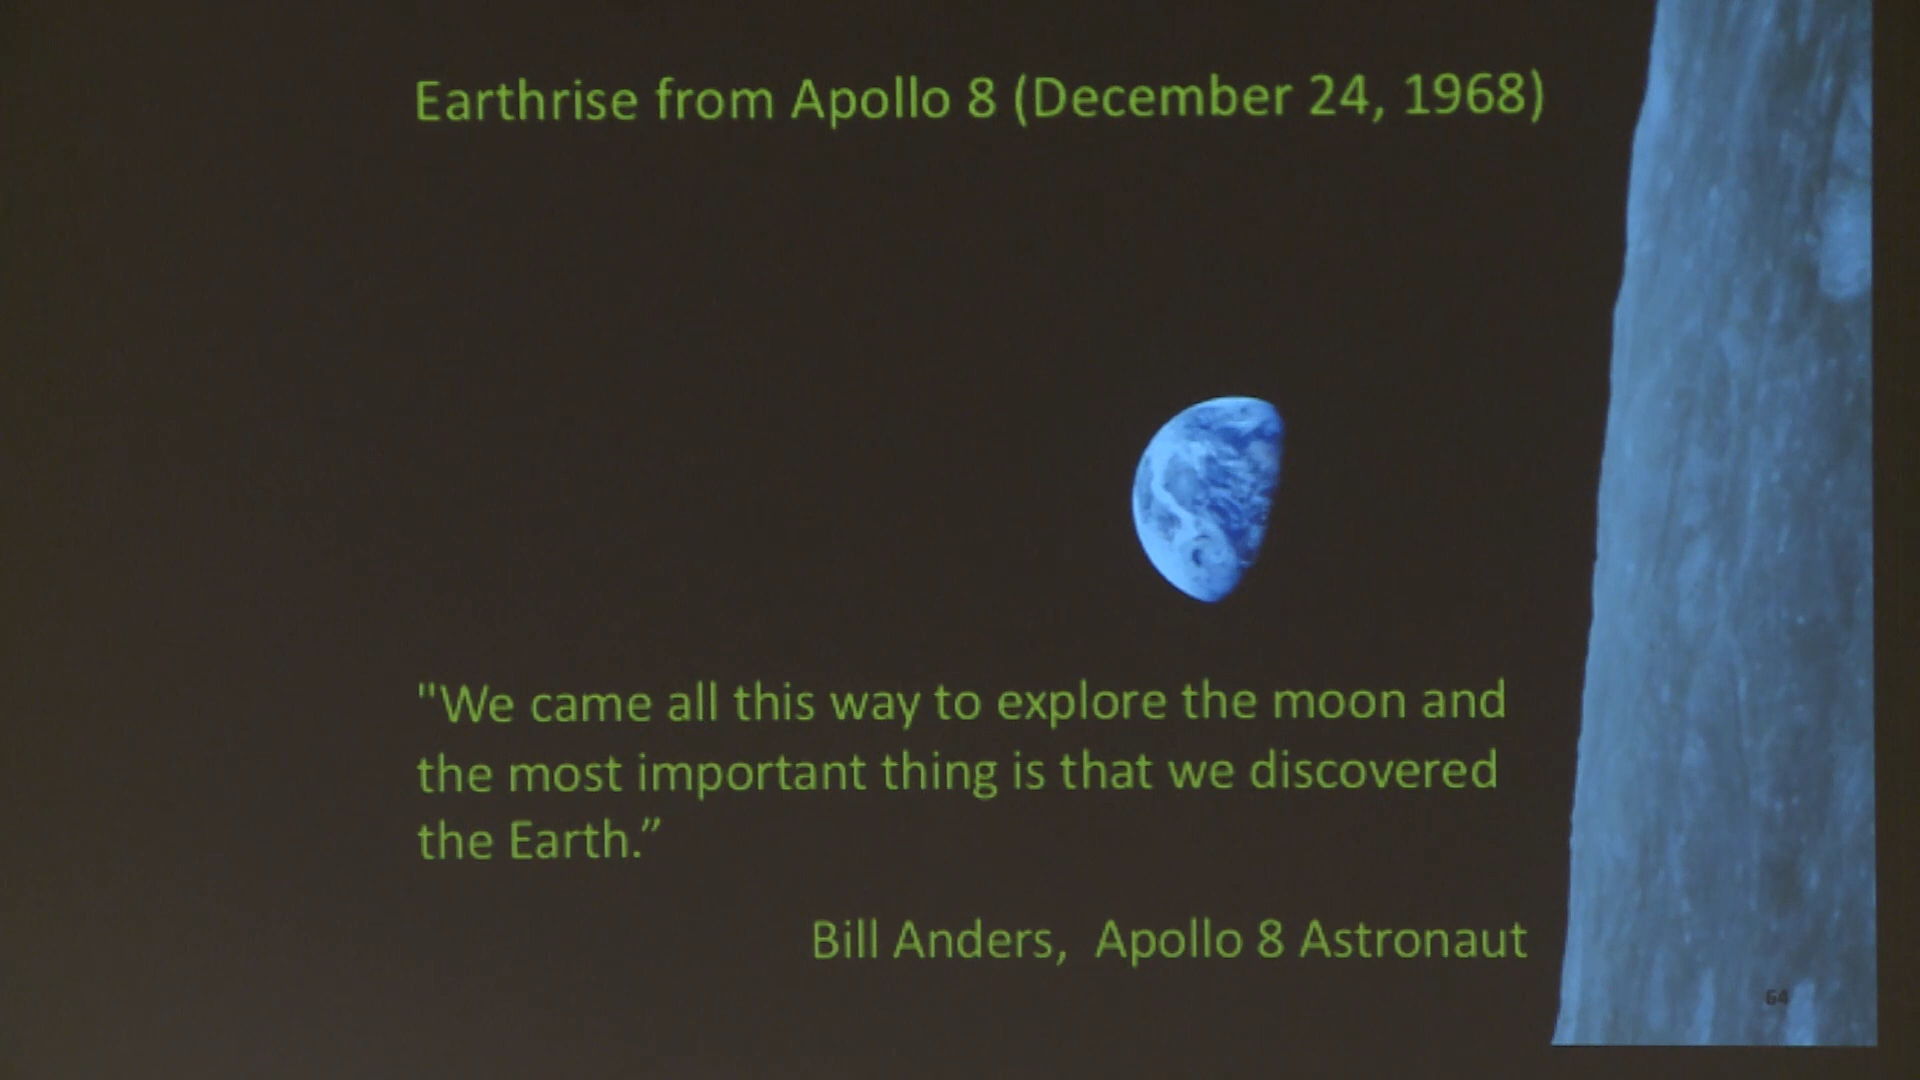 Earthrise from Apollo 8 (December 24, 1968)
"We came all this way to explore the moon and
the most important thing is that we discovered
the Earth.”
Bill Anders,  Apollo 8 Astronaut
64